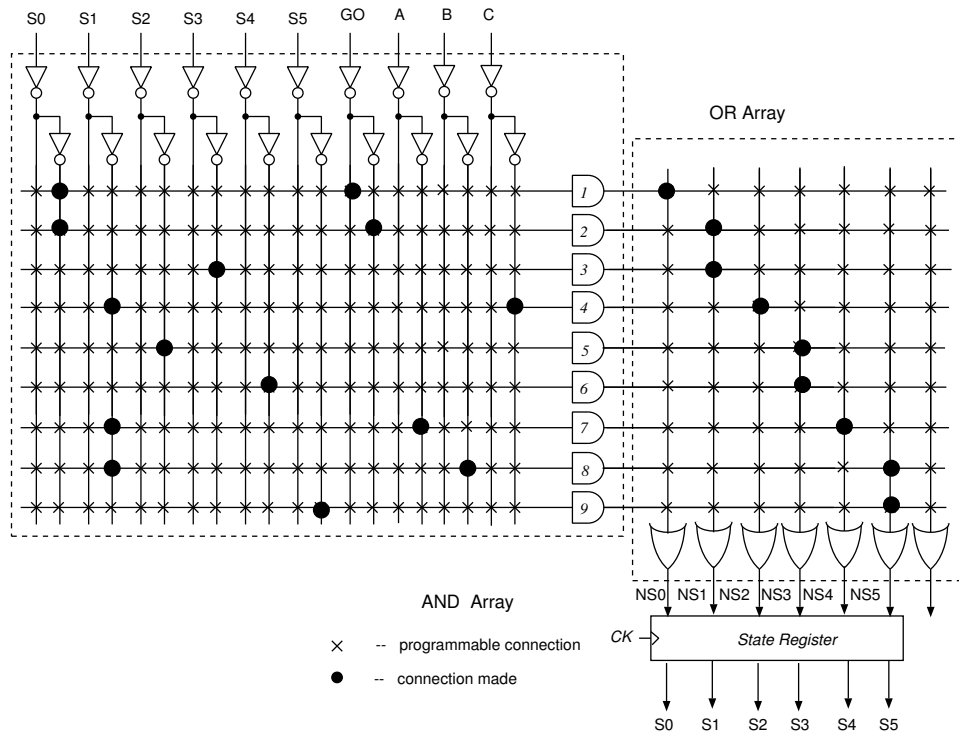 S0 S1 S2 S3 S4 S5 GO A B C
OR Array
1
2
3
4
5
6
7
8
9
NS0 NS1 NS2 NS3 NS4 NS5
AND Array
-- programmable connection
-- connection made
CK
State Register
S0 S1 S2 S3 S4 S5